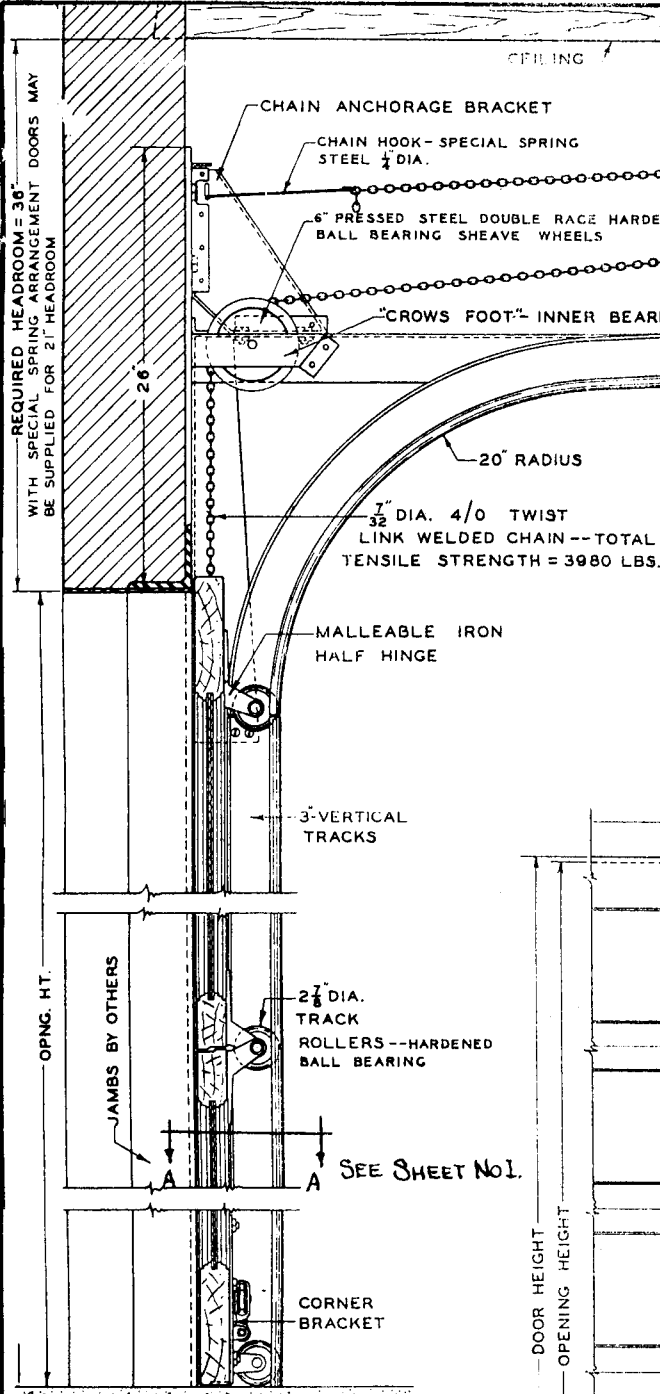 CEILING
CHAIN ANCHORAGE BRACKET
CHAIN HOOK - SPECIAL SPRING
STEEL 1/4" DIA.
6" PRESSED STEEL DOUBLE RACE HARDE
BALL BEARING SHEAVE WHEELS
"CROWS FOOT" - INNER BEAR
REQUIRED HEADROOM = 36"
WITH SPECIAL SPRING ARRANGEMENT DOORS MAY
BE SUPPLIED FOR 21" HEADROOM
26"
20" RADIUS
7/32" DIA. 4/0 TWIST
LINK WELDED CHAIN -- TOTAL
TENSILE STRENGTH = 3980 LBS.
MALLEABLE IRON
HALF HINGE
3"-VERTICAL
TRACKS
OPNG. HT.
JAMBS BY OTHERS
2 7/8" DIA.
TRACK
ROLLERS -- HARDENED
BALL BEARING
A A
SEE SHEET NO 1.
CORNER
BRACKET
DOOR HEIGHT
OPENING HEIGHT